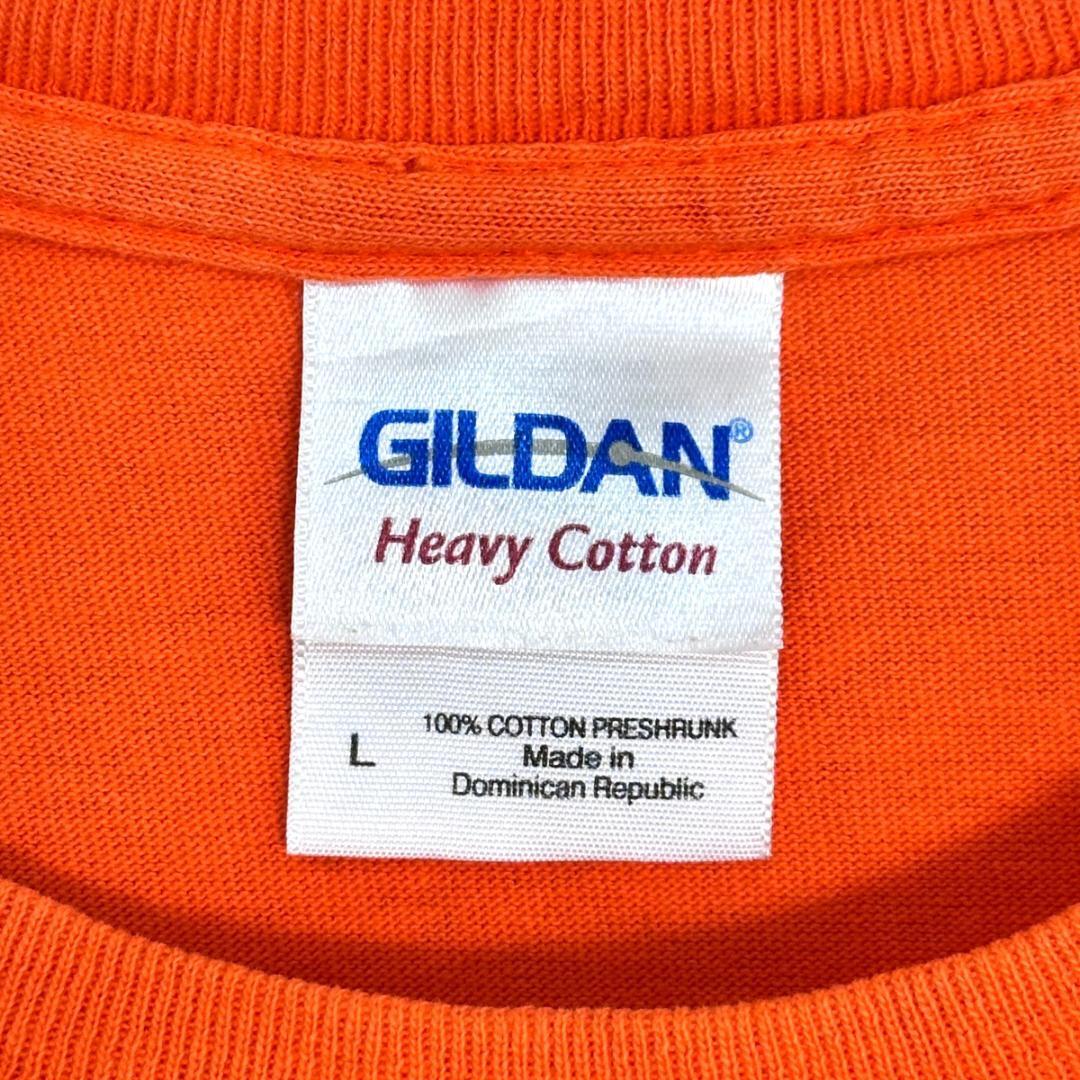 GILDAN®
Heavy Cotton
L
100% COTTON PRESHRUNK
Made in
Dominican Republic